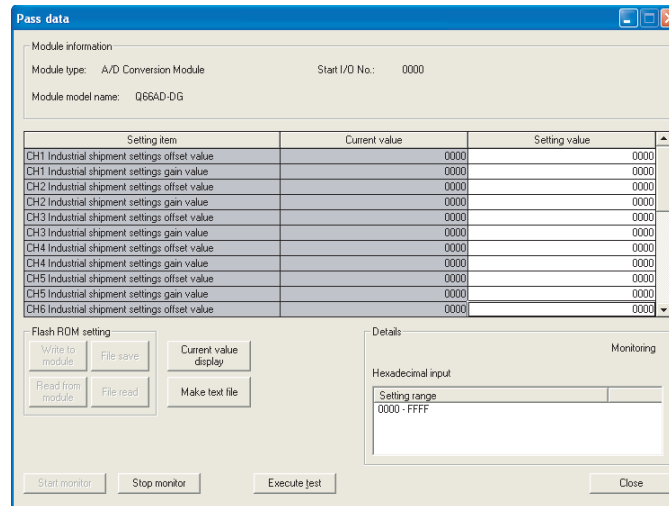 Pass data
Module information
Module type: A/D Conversion Module Start I/O No.: 0000
Module model name: Q66AD-DG
Setting item Current value Setting value
CH1 Industrial shipment settings offset value 0000 0000
CH1 Industrial shipment settings gain value 0000 0000
CH2 Industrial shipment settings offset value 0000 0000
CH2 Industrial shipment settings gain value 0000 0000
CH3 Industrial shipment settings offset value 0000 0000
CH3 Industrial shipment settings gain value 0000 0000
CH4 Industrial shipment settings offset value 0000 0000
CH4 Industrial shipment settings gain value 0000 0000
CH5 Industrial shipment settings offset value 0000 0000
CH5 Industrial shipment settings gain value 0000 0000
CH6 Industrial shipment settings offset value 0000 0000
Flash ROM setting
Write to
module
File save
Current value
display
Read from
module
File read
Make text file
Details
Monitoring
Hexadecimal input
Setting range
0000 - FFFF
Start monitor Stop monitor Execute test Close